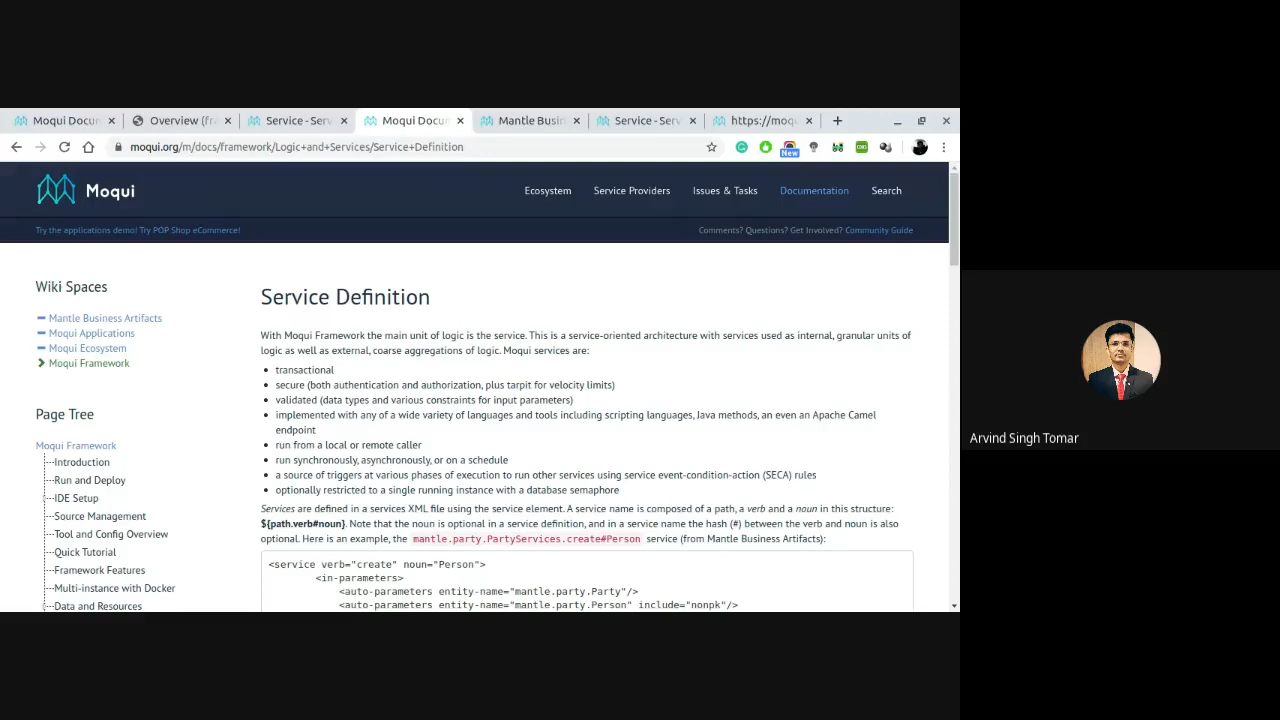 Moqui Docu
Overview (fra
Service - Serv
Moqui Docu
Mantle Busin
Service - Serv
https://moqu
moqui.org/m/docs/framework/Logic+and+Services/Service+Definition
New
Moqui
Ecosystem
Service Providers
Issues & Tasks
Documentation
Search
Try the applications demo! Try POP Shop eCommerce!
Comments? Questions? Get Involved? Community Guide
Wiki Spaces
Mantle Business Artifacts
Moqui Applications
Moqui Ecosystem
Moqui Framework
Page Tree
Moqui Framework
Introduction
Run and Deploy
IDE Setup
Source Management
Tool and Config Overview
Quick Tutorial
Framework Features
Multi-instance with Docker
Data and Resources
Service Definition
With Moqui Framework the main unit of logic is the service. This is a service-oriented architecture with services used as internal, granular units of
logic as well as external, coarse aggregations of logic. Moqui services are:
transactional
secure (both authentication and authorization, plus tarpit for velocity limits)
validated (data types and various constraints for input parameters)
implemented with any of a wide variety of languages and tools including scripting languages, Java methods, an even an Apache Camel
endpoint
run from a local or remote caller
run synchronously, asynchronously, or on a schedule
a source of triggers at various phases of execution to run other services using service event-condition-action (SECA) rules
optionally restricted to a single running instance with a database semaphore
Services are defined in a services XML file using the service element. A service name is composed of a path, a verb and a noun in this structure:
${path.verb#noun}. Note that the noun is optional in a service definition, and in a service name the hash (#) between the verb and noun is also
optional. Here is an example, the mantle.party.PartyServices.create#Person service (from Mantle Business Artifacts):
<service verb="create" noun="Person">
<in-parameters>
<auto-parameters entity-name="mantle.party.Party"/>
<auto-parameters entity-name="mantle.party.Person" include="nonpk"/>
Arvind Singh Tomar